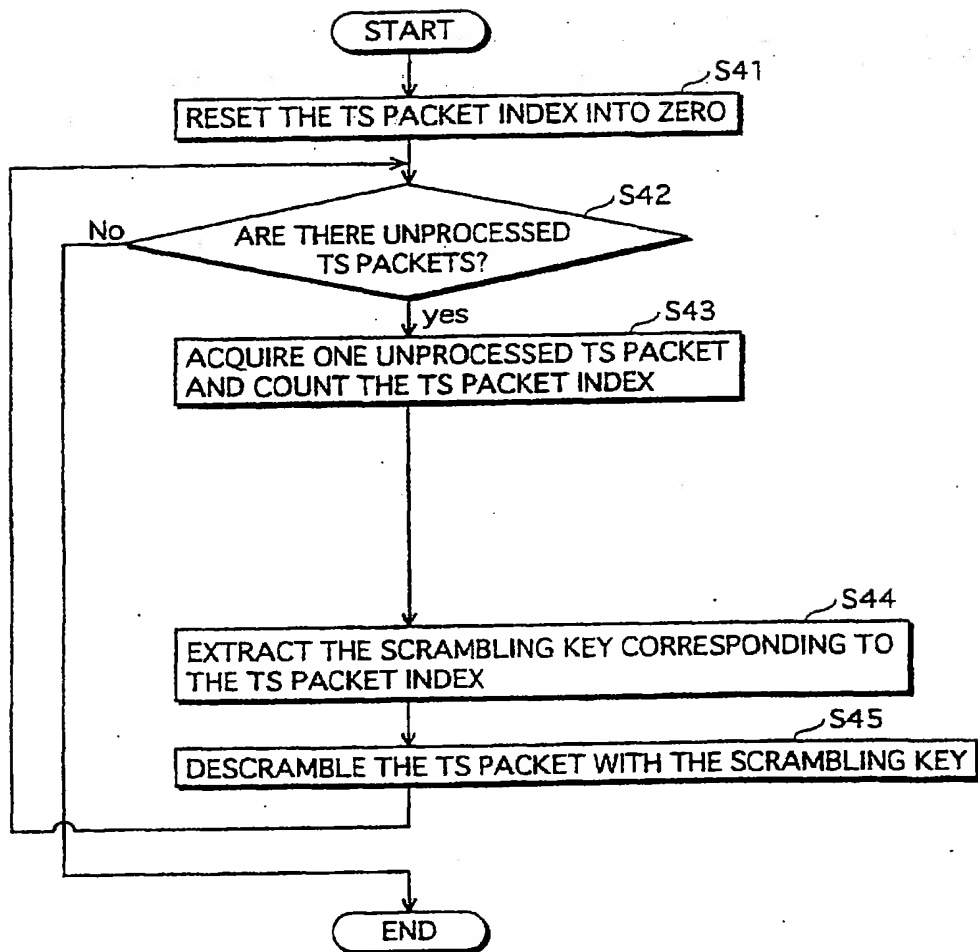 START
S41
RESET THE TS PACKET INDEX INTO ZERO
S42
No
ARE THERE UNPROCESSED
TS PACKETS?
yes
S43
ACQUIRE ONE UNPROCESSED TS PACKET
AND COUNT THE TS PACKET INDEX
S44
EXTRACT THE SCRAMBLING KEY CORRESPONDING TO
THE TS PACKET INDEX
S45
DESCRAMBLE THE TS PACKET WITH THE SCRAMBLING KEY
END